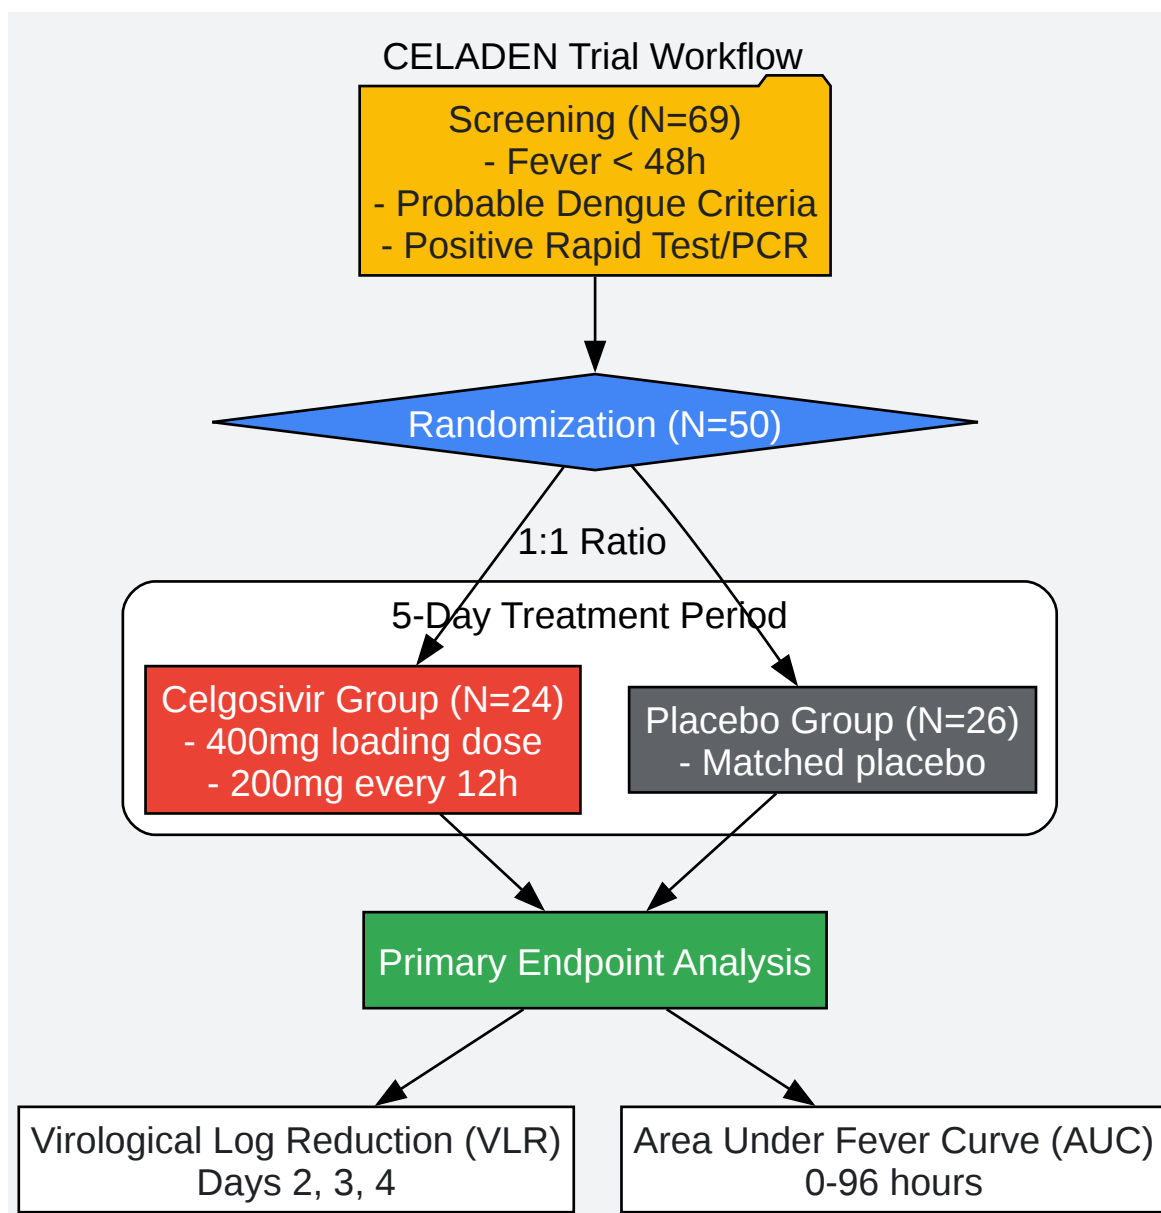 CELADEN Trial Workflow
Screening (N=69)
- Fever < 48h
- Probable Dengue Criteria
- Positive Rapid Test/PCR
Randomization (N=50)
1:1 Ratio
5-Day Treatment Period
Celgosivir Group (N=24)
- 400mg loading dose
- 200mg every 12h
Placebo Group (N=26)
- Matched placebo
Primary Endpoint Analysis
Virological Log Reduction (VLR)
Days 2, 3, 4
Area Under Fever Curve (AUC)
0-96 hours